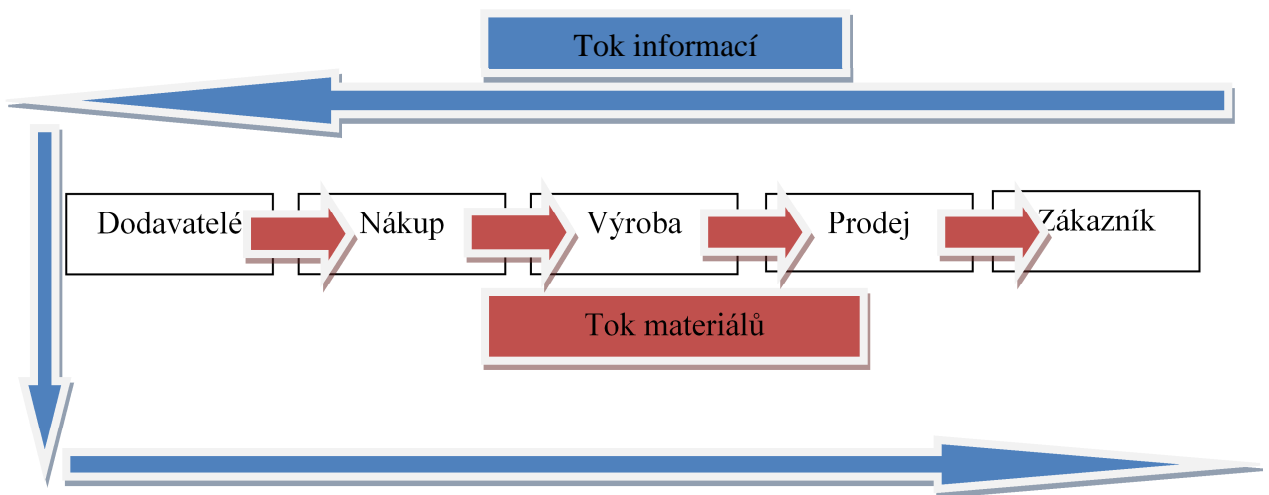 Tok informací
Dodavatelé
Nákup
Výroba
Prodej
Zákazník
Tok materiálů